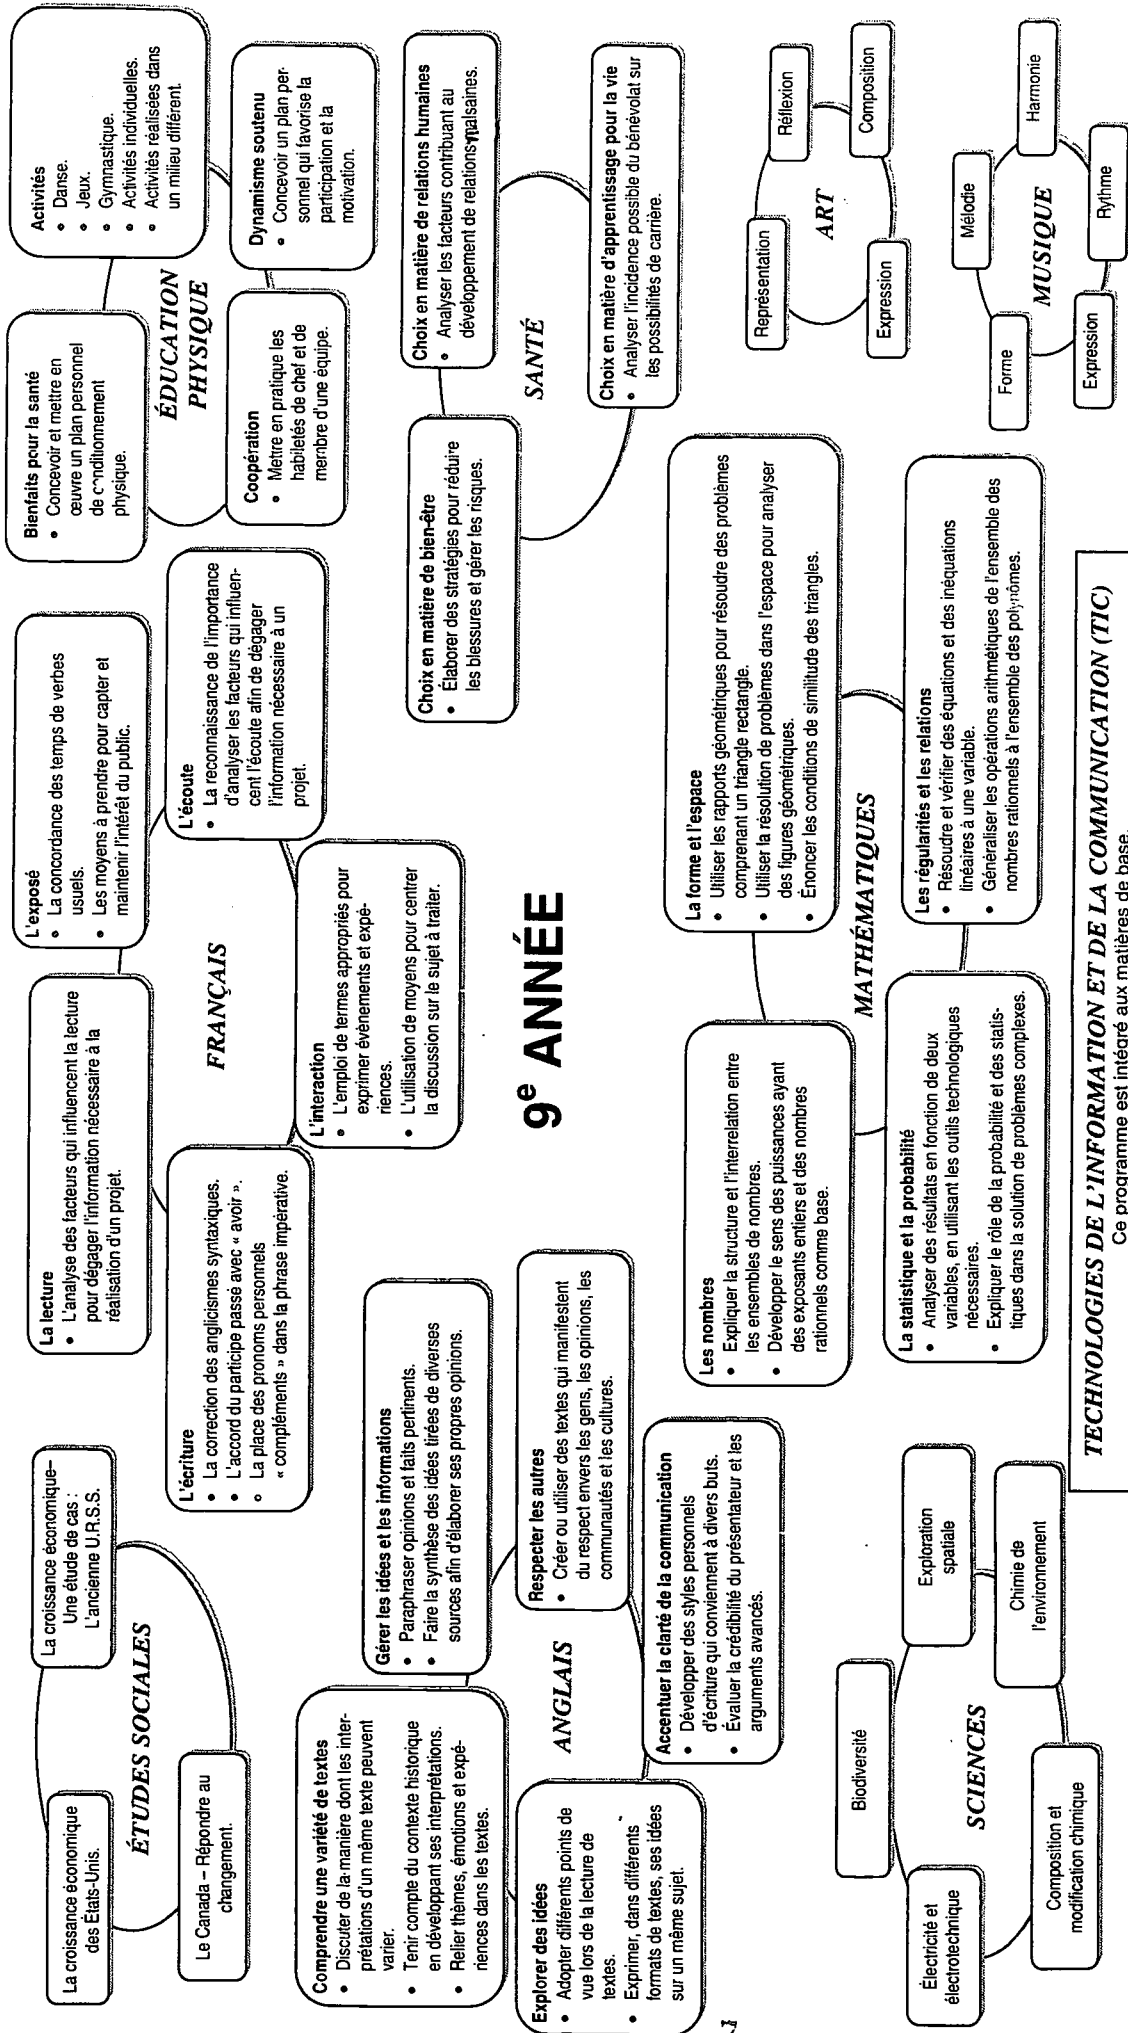 La croissance économique
des États-Unis.
La croissance économique–
Une étude de cas :
L'ancienne U.R.S.S.
ÉTUDES SOCIALES
Le Canada – Répondre au
changement.
La lecture
• L'analyse des facteurs qui influencent la lecture
pour dégager l'information nécessaire à la
réalisation d'un projet.
L'exposé
• La concordance des temps de verbes
usuels.
• Les moyens à prendre pour capter et
maintenir l'intérêt du public.
FRANÇAIS
L'écriture
• La correction des anglicismes syntaxiques.
• L'accord du participe passé avec « avoir ».
• La place des pronoms personnels
« compléments » dans la phrase impérative.
L'écoute
• La reconnaissance de l'importance
d'analyser les facteurs qui influen-
cent l'écoute afin de dégager
l'information nécessaire à un
projet.
L'interaction
• L'emploi de termes appropriés pour
exprimer évènements et expé-
riences.
• L'utilisation de moyens pour centrer
la discussion sur le sujet à traiter.
Bienfaits pour la santé
• Concevoir et mettre en
œuvre un plan personnel
de conditionnement
physique.
Activités
• Danse.
• Jeux.
• Gymnastique.
• Activités individuelles.
• Activités réalisées dans
un milieu différent.
ÉDUCATION
PHYSIQUE
Coopération
• Mettre en pratique les
habiletés de chef et de
membre d'une équipe.
Dynamisme soutenu
• Concevoir un plan per-
sonnel qui favorise la
participation et la
motivation.
Comprendre une variété de textes
• Discuter de la manière dont les inter-
prétations d'un même texte peuvent
varier.
• Tenir compte du contexte historique
en développant ses interprétations.
• Relier thèmes, émotions et expé-
riences dans les textes.
Gérer les idées et les informations
• Paraphraser opinions et faits pertinents.
• Faire la synthèse des idées tirées de diverses
sources afin d'élaborer ses propres opinions.
ANGLAIS
Explorer des idées
• Adopter différents points de
vue lors de la lecture de
textes.
• Exprimer, dans différents
formats de textes, ses idées
sur un même sujet.
Respecter les autres
• Créer ou utiliser des textes qui manifestent
du respect envers les gens, les opinions, les
communautés et les cultures.
Accentuer la clarté de la communication
• Développer des styles personnels
d'écriture qui conviennent à divers buts.
• Évaluer la crédibilité du présentateur et les
arguments avancés.
9e ANNÉE
Choix en matière de bien-être
• Élaborer des stratégies pour réduire
les blessures et gérer les risques.
Choix en matière de relations humaines
• Analyser les facteurs contribuant au
développement de relations malsaines.
SANTÉ
Choix en matière d'apprentissage pour la vie
• Analyser l'incidence possible du bénévolat sur
les possibilités de carrière.
Les nombres
• Expliquer la structure et l'interrelation entre
les ensembles de nombres.
• Développer le sens des puissances ayant
des exposants entiers et des nombres
rationnels comme base.
La forme et l'espace
• Utiliser les rapports géométriques pour résoudre des problèmes
comprenant un triangle rectangle.
• Utiliser la résolution de problèmes dans l'espace pour analyser
des figures géométriques.
• Énoncer les conditions de similitude des triangles.
MATHÉMATIQUES
La statistique et la probabilité
• Analyser des résultats en fonction de deux
variables, en utilisant les outils technologiques
nécessaires.
• Expliquer le rôle de la probabilité et des statis-
tiques dans la solution de problèmes complexes.
Les régularités et les relations
• Résoudre et vérifier des équations et des inéquations
linéaires à une variable.
• Généraliser les opérations arithmétiques de l'ensemble des
nombres rationnels à l'ensemble des polynômes.
Représentation
Réflexion
ART
Expression
Composition
Biodiversité
Électricité et
électrotechnique
Exploration
spatiale
SCIENCES
Composition et
modification chimique
Chimie de
l'environnement
Forme
Mélodie
Harmonie
MUSIQUE
Expression
Rythme
TECHNOLOGIES DE L'INFORMATION ET DE LA COMMUNICATION (TIC)
Ce programme est intégré aux matières de base.